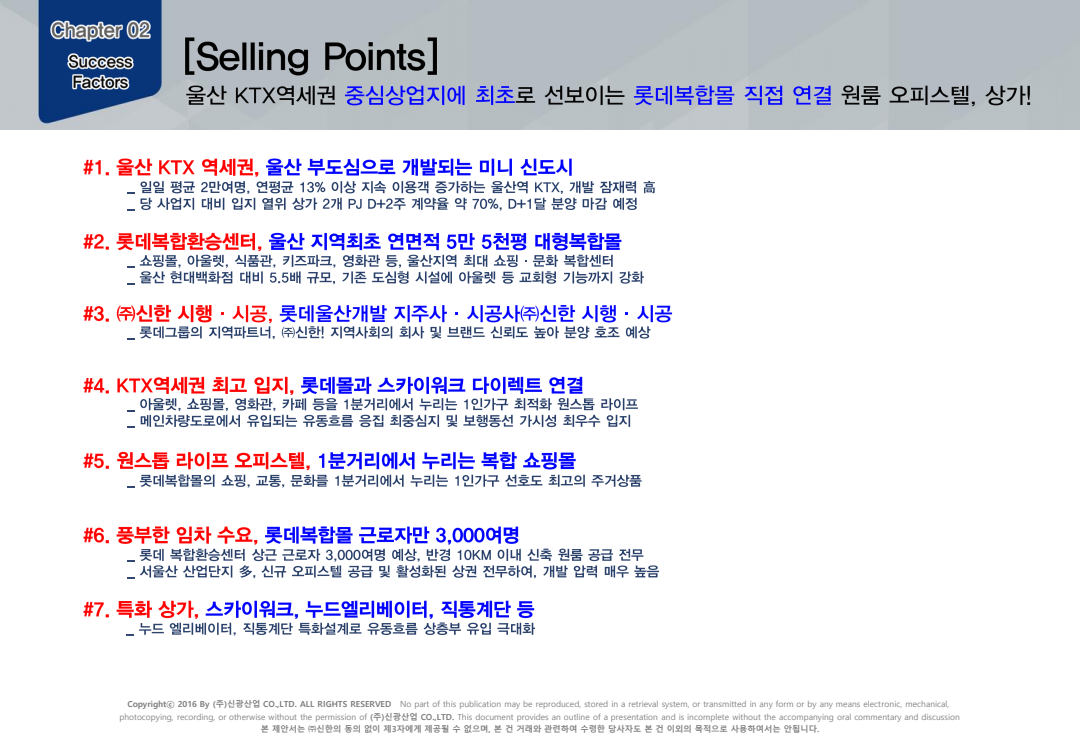 Chapter 02
Success
Factors
[Selling Points]
울산 KTX역세권 중심상업지에 최초로 선보이는 롯데복합몰 직접 연결 원룸 오피스텔, 상가!
#1. 울산 KTX 역세권, 울산 부도심으로 개발되는 미니 신도시
_ 일일 평균 2만여명, 연평균 13% 이상 지속 이용객 증가하는 울산역 KTX, 개발 잠재력 高
_ 당 사업지 대비 입지 열위 상가 2개 PJ D+2주 계약율 약 70%, D+1달 분양 마감 예정
#2. 롯데복합환승센터, 울산 지역최초 연면적 5만 5천평 대형복합몰
_ 쇼핑몰, 아울렛, 식품관, 키즈파크, 영화관 등, 울산지역 최대 쇼핑·문화 복합센터
_ 울산 현대백화점 대비 5.5배 규모, 기존 도심형 시설에 아울렛 등 교회형 기능까지 강화
#3. ㈜신한 시행·시공, 롯데울산개발 지주사·시공사㈜신한 시행·시공
_ 롯데그룹의 지역파트너, ㈜신한! 지역사회의 회사 및 브랜드 신뢰도 높아 분양 호조 예상
#4. KTX역세권 최고 입지, 롯데몰과 스카이워크 다이렉트 연결
_ 아울렛, 쇼핑몰, 영화관, 카페 등을 1분거리에서 누리는 1인가구 최적화 원스톱 라이프
_ 메인차량도로에서 유입되는 유동흐름 응집 최중심지 및 보행동선 가시성 최우수 입지
#5. 원스톱 라이프 오피스텔, 1분거리에서 누리는 복합 쇼핑몰
_ 롯데복합몰의 쇼핑, 교통, 문화를 1분거리에서 누리는 1인가구 선호도 최고의 주거상품
#6. 풍부한 임차 수요, 롯데복합몰 근로자만 3,000여명
_ 롯데 복합환승센터 상근 근로자 3,000여명 예상, 반경 10KM 이내 신축 원룸 공급 전무
_ 서울산 산업단지 多, 신규 오피스텔 공급 및 활성화된 상권 전무하여, 개발 압력 매우 높음
#7. 특화 상가, 스카이워크, 누드엘리베이터, 직통계단 등
_ 누드 엘리베이터, 직통계단 특화설계로 유동흐름 상층부 유입 극대화
Copyrightⓒ 2016 By (주)신광산업 CO.,LTD. ALL RIGHTS RESERVED No part of this publication may be reproduced, stored in a retrieval system, or transmitted in any form or by any means electronic, mechanical,
photocopying, recording, or otherwise without the permission of (주)신광산업 CO.,LTD. This document provides an outline of a presentation and is incomplete without the accompanying oral commentary and discussion
본 제안서는 ㈜신한의 동의 없이 제3자에게 제공될 수 없으며, 본 건 거래와 관련하여 수령한 당사자도 본 건 이외의 목적으로 사용하여서는 안됩니다.